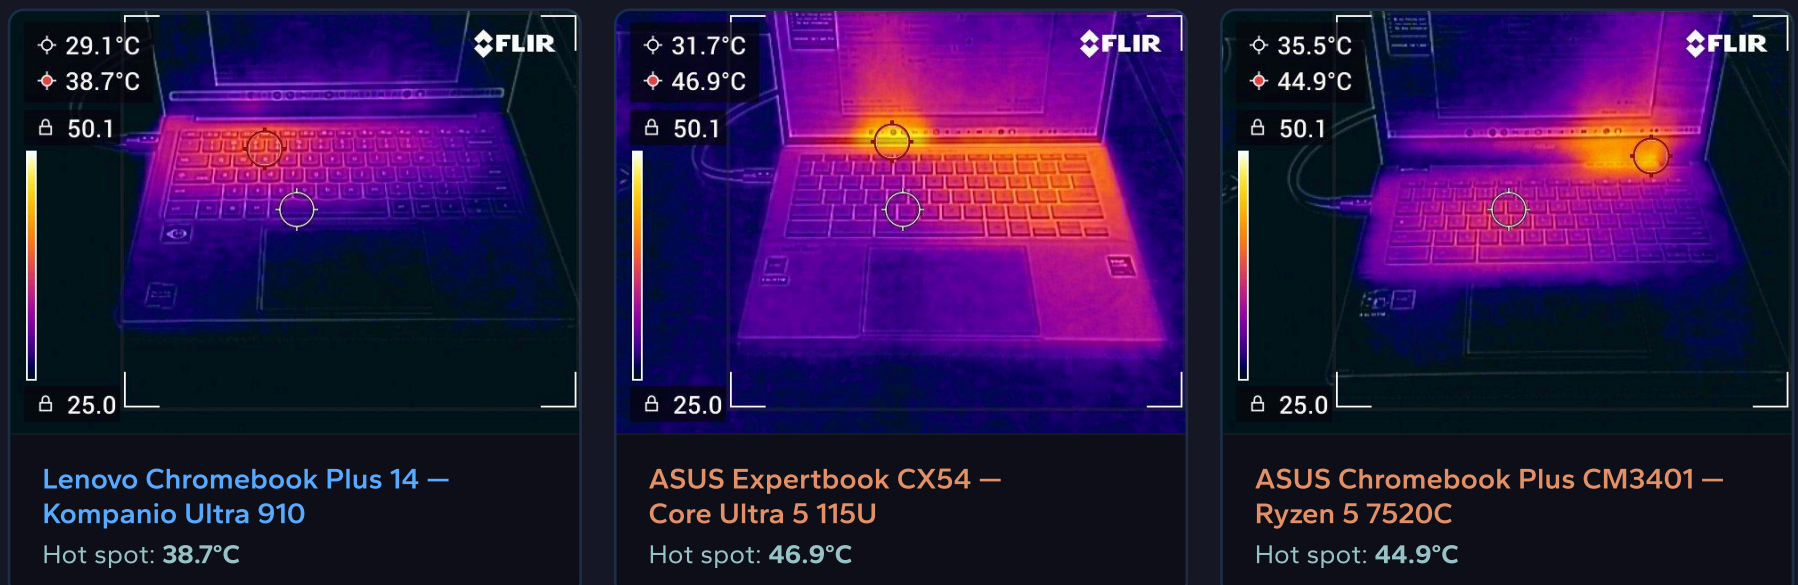 29.1°C
38.7°C
50.1
25.0
FLIR
Lenovo Chromebook Plus 14 —
Kompanio Ultra 910
Hot spot: 38.7°C
31.7°C
46.9°C
50.1
25.0
FLIR
ASUS Expertbook CX54 —
Core Ultra 5 115U
Hot spot: 46.9°C
35.5°C
44.9°C
50.1
25.0
FLIR
ASUS Chromebook Plus CM3401 —
Ryzen 5 7520C
Hot spot: 44.9°C